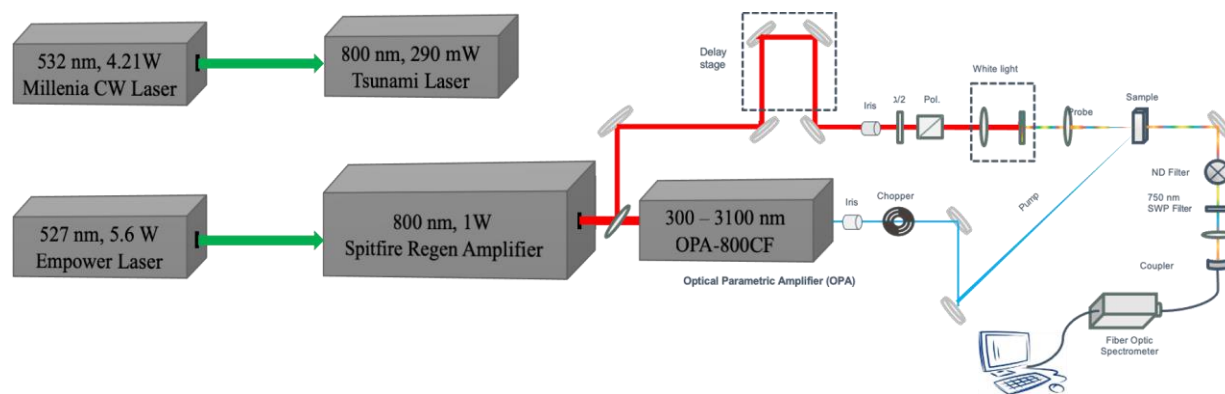 532 nm, 4.21W
Millenia CW Laser
800 nm, 290 mW
Tsunami Laser
Delay
stage
Iris
λ/2
Pol.
White light
Probe
Sample
ND Filter
750 nm
SWP Filter
Coupler
527 nm, 5.6 W
Empower Laser
800 nm, 1W
Spitfire Regen Amplifier
300 – 3100 nm
OPA-800CF
Optical Parametric Amplifier (OPA)
Iris
Chopper
Pump
Fiber Optic
Spectrometer